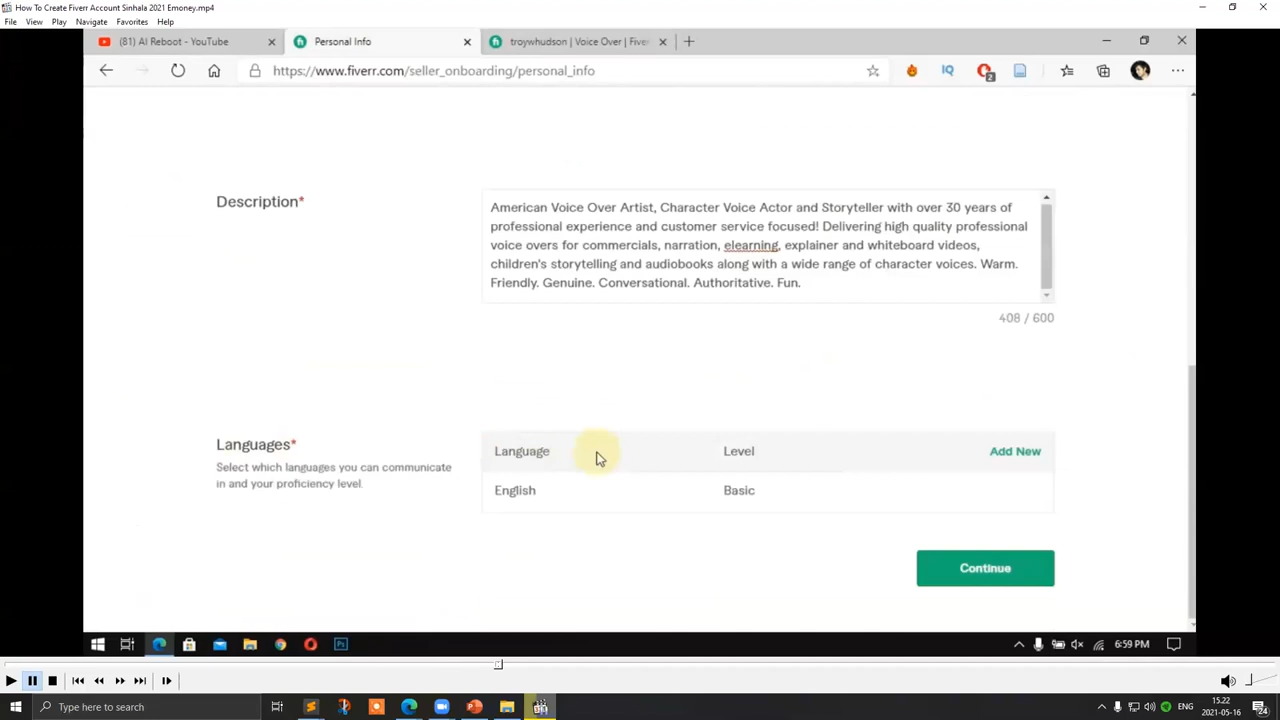 How To Create Fiverr Account Sinhala 2021 Emoney.mp4
File View Play Navigate Favorites Help
(81) AI Reboot - YouTube
Personal Info
troywhudson | Voice Over | Fiver
https://www.fiverr.com/seller_onboarding/personal_info
IQ
2
Description*
American Voice Over Artist, Character Voice Actor and Storyteller with over 30 years of
professional experience and customer service focused! Delivering high quality professional
voice overs for commercials, narration, elearning, explainer and whiteboard videos,
children's storytelling and audiobooks along with a wide range of character voices. Warm.
Friendly. Genuine. Conversational. Authoritative. Fun.
408 / 600
Languages*
Select which languages you can communicate
in and your proficiency level.
Language Level Add New
English Basic
Continue
Ps
6:59 PM
Type here to search
ENG
15.22
2021-05-16
24